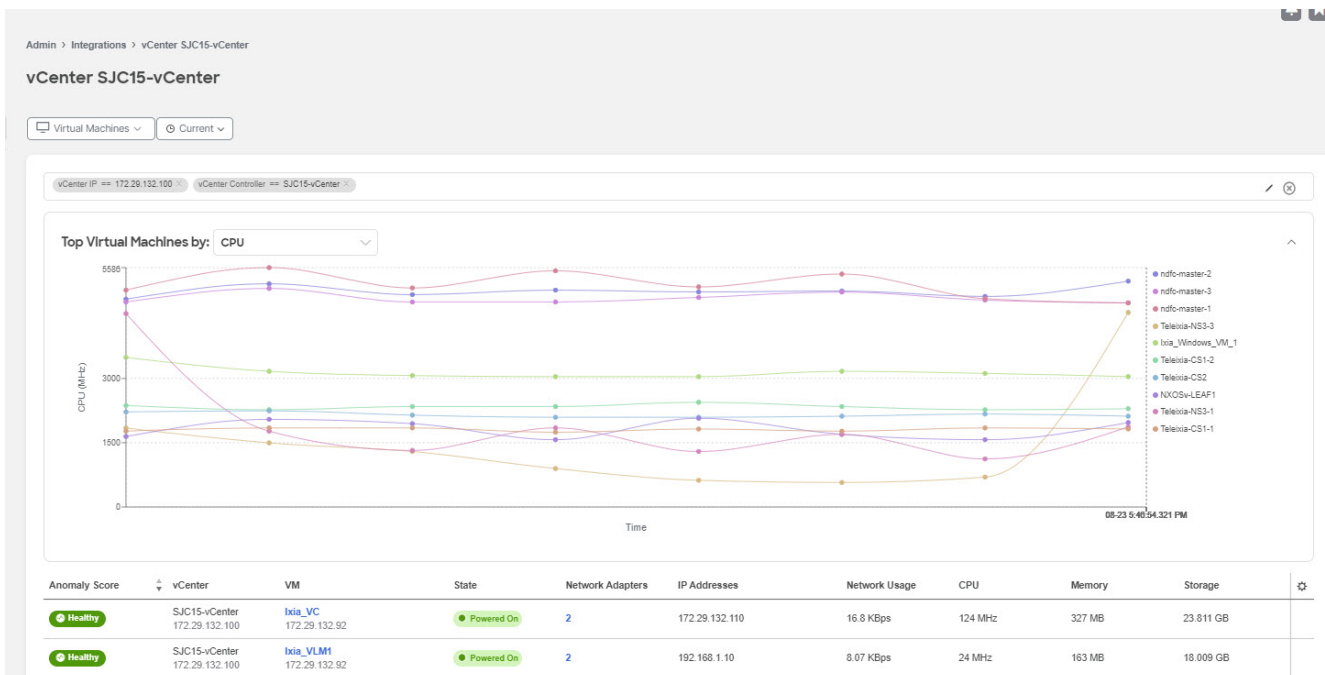 Admin > Integrations > vCenter SJC15-vCenter
vCenter SJC15-vCenter
Virtual Machines Current
vCenter IP == 172.29.132.100 vCenter Controller == SJC15-vCenter
Top Virtual Machines by: CPU
5586
3000
1500
0
CPU (MHz)
ndfc-master-2
ndfc-master-3
ndfc-master-1
Teleixia-NS3-3
Ixia_Windows_VM_1
Teleixia-CS1-2
Teleixia-CS2
NXOSv-LEAF1
Teleixia-NS3-1
Teleixia-CS1-1
08-23 5:46:54.321 PM
Time
Anomaly Score vCenter VM State Network Adapters IP Addresses Network Usage CPU Memory Storage
Healthy SJC15-vCenter Ixia_VC Powered On 2 172.29.132.110 16.8 KBps 124 MHz 327 MB 23.811 GB
172.29.132.100 172.29.132.92
Healthy SJC15-vCenter Ixia_VLM1 Powered On 2 192.168.1.10 8.07 KBps 24 MHz 163 MB 18.009 GB
172.29.132.100 172.29.132.92